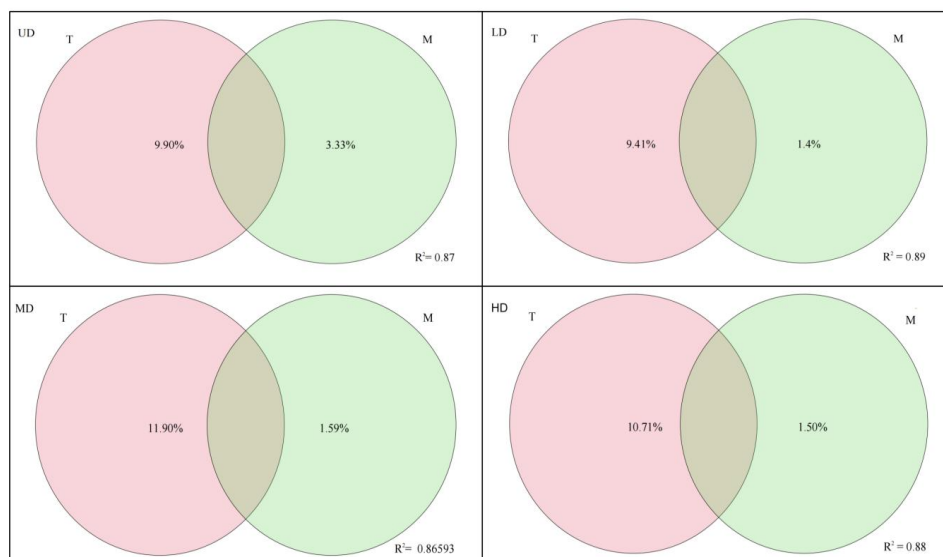 UD
T
M
9.90%
3.33%
R²= 0.87
LD
T
M
9.41%
1.4%
R² = 0.89
MD
T
M
11.90%
1.59%
R²= 0.86593
HD
T
M
10.71%
1.50%
R² = 0.88